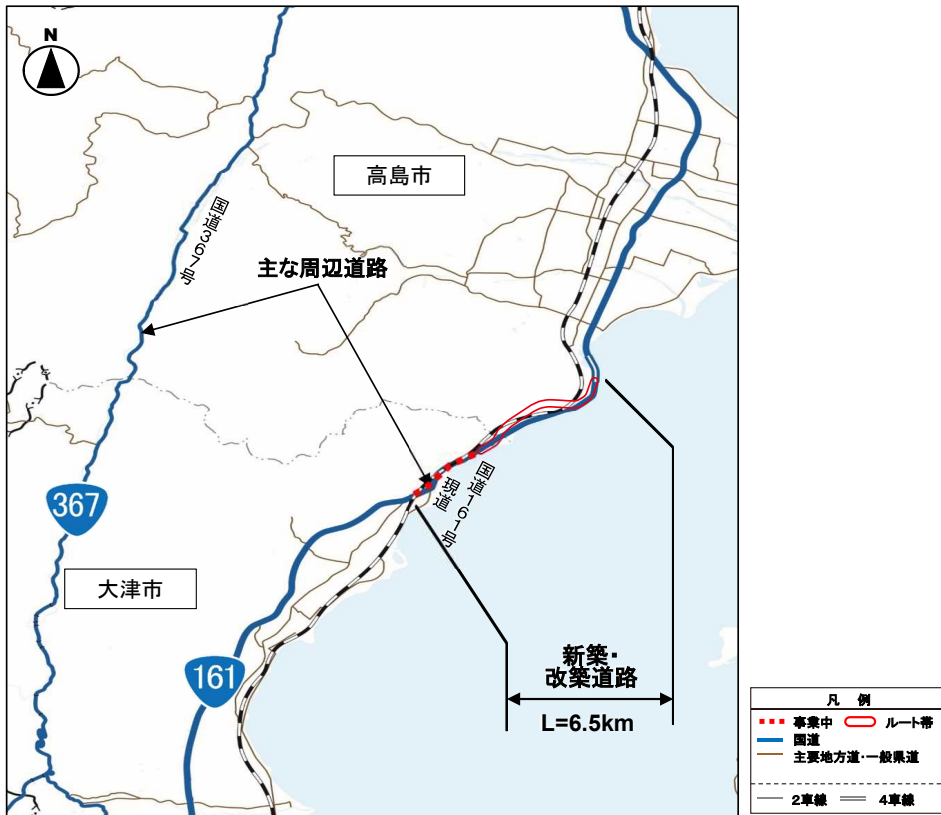 N
高島市
国道367号
主な周辺道路
国道161号
現道
367
大津市
161
新築・
改築道路
L=6.5km
凡 例
事業中 ルート帯
国道
主要地方道・一般県道
2車線 4車線